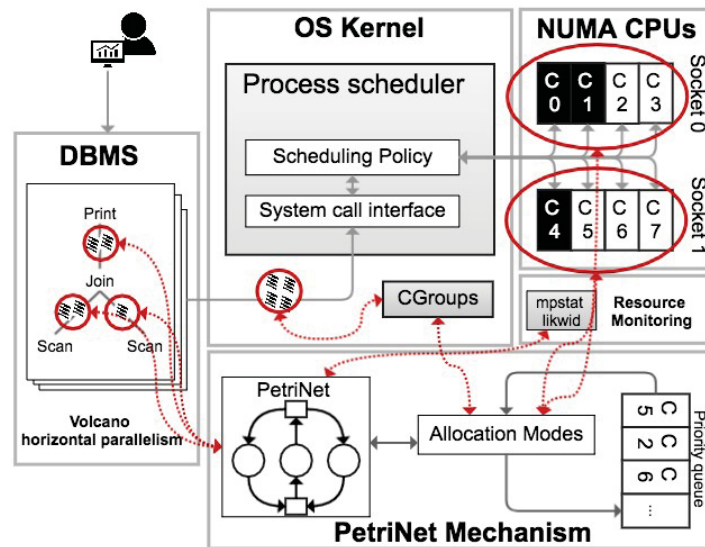 OS Kernel
NUMA CPUs
Process scheduler
Scheduling Policy
System call interface
CGroups
C 0
C 1
C 2
C 3
Socket 0
C 4
C 5
C 6
C 7
Socket 1
DBMS
Print
Join
Scan
Scan
Volcano
horizontal parallelism
mpstat
likwid
Resource
Monitoring
PetriNet
Allocation Modes
C 5
C 2
C 6
...
Priority queue
PetriNet Mechanism